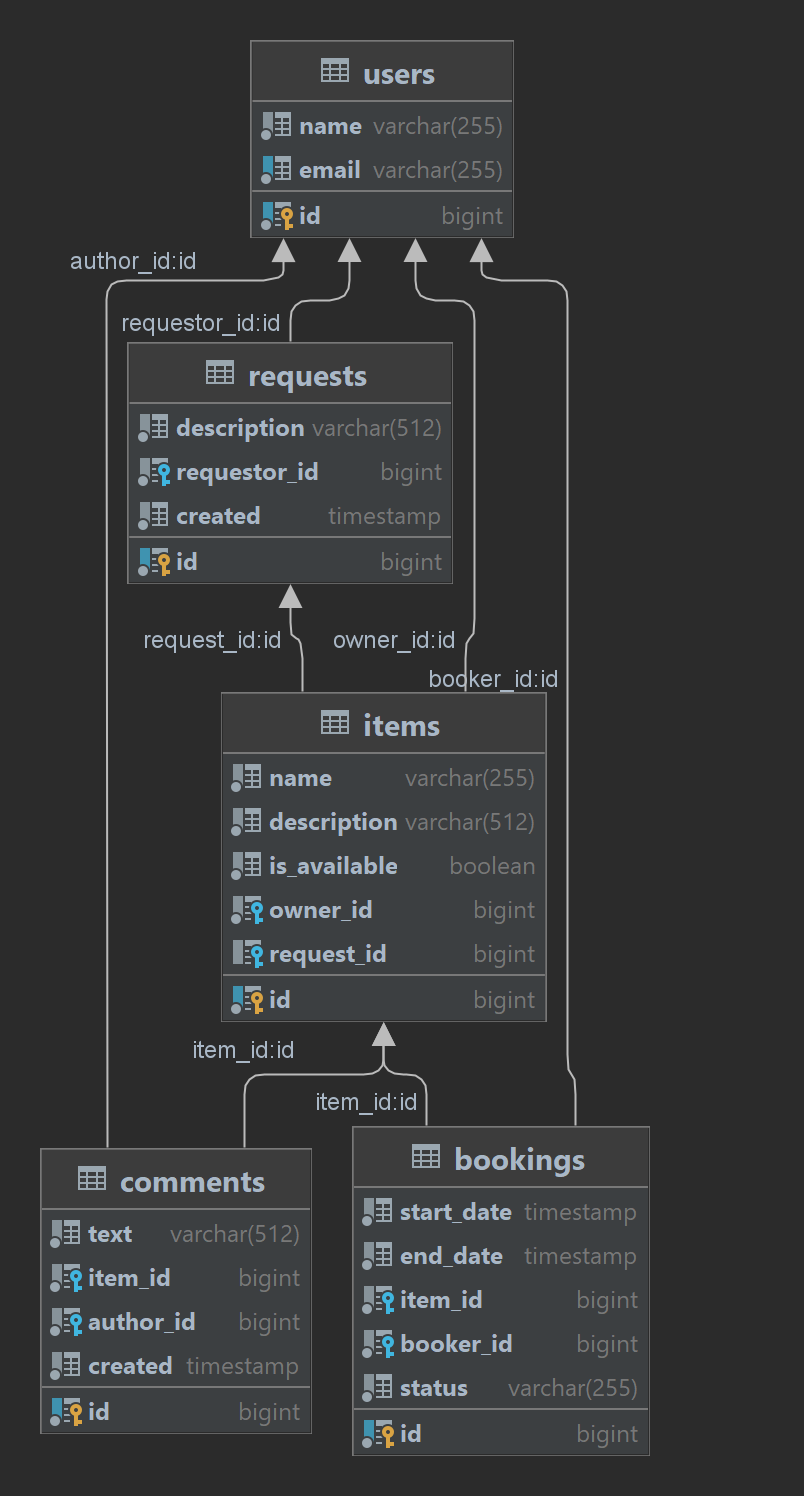 users
name varchar(255)
email varchar(255)
id bigint
author_id:id
requestor_id:id
requests
description varchar(512)
requestor_id bigint
created timestamp
id bigint
request_id:id
owner_id:id
booker_id:id
items
name varchar(255)
description varchar(512)
is_available boolean
owner_id bigint
request_id bigint
id bigint
item_id:id
item_id:id
comments
text varchar(512)
item_id bigint
author_id bigint
created timestamp
id bigint
bookings
start_date timestamp
end_date timestamp
item_id bigint
booker_id bigint
status varchar(255)
id bigint